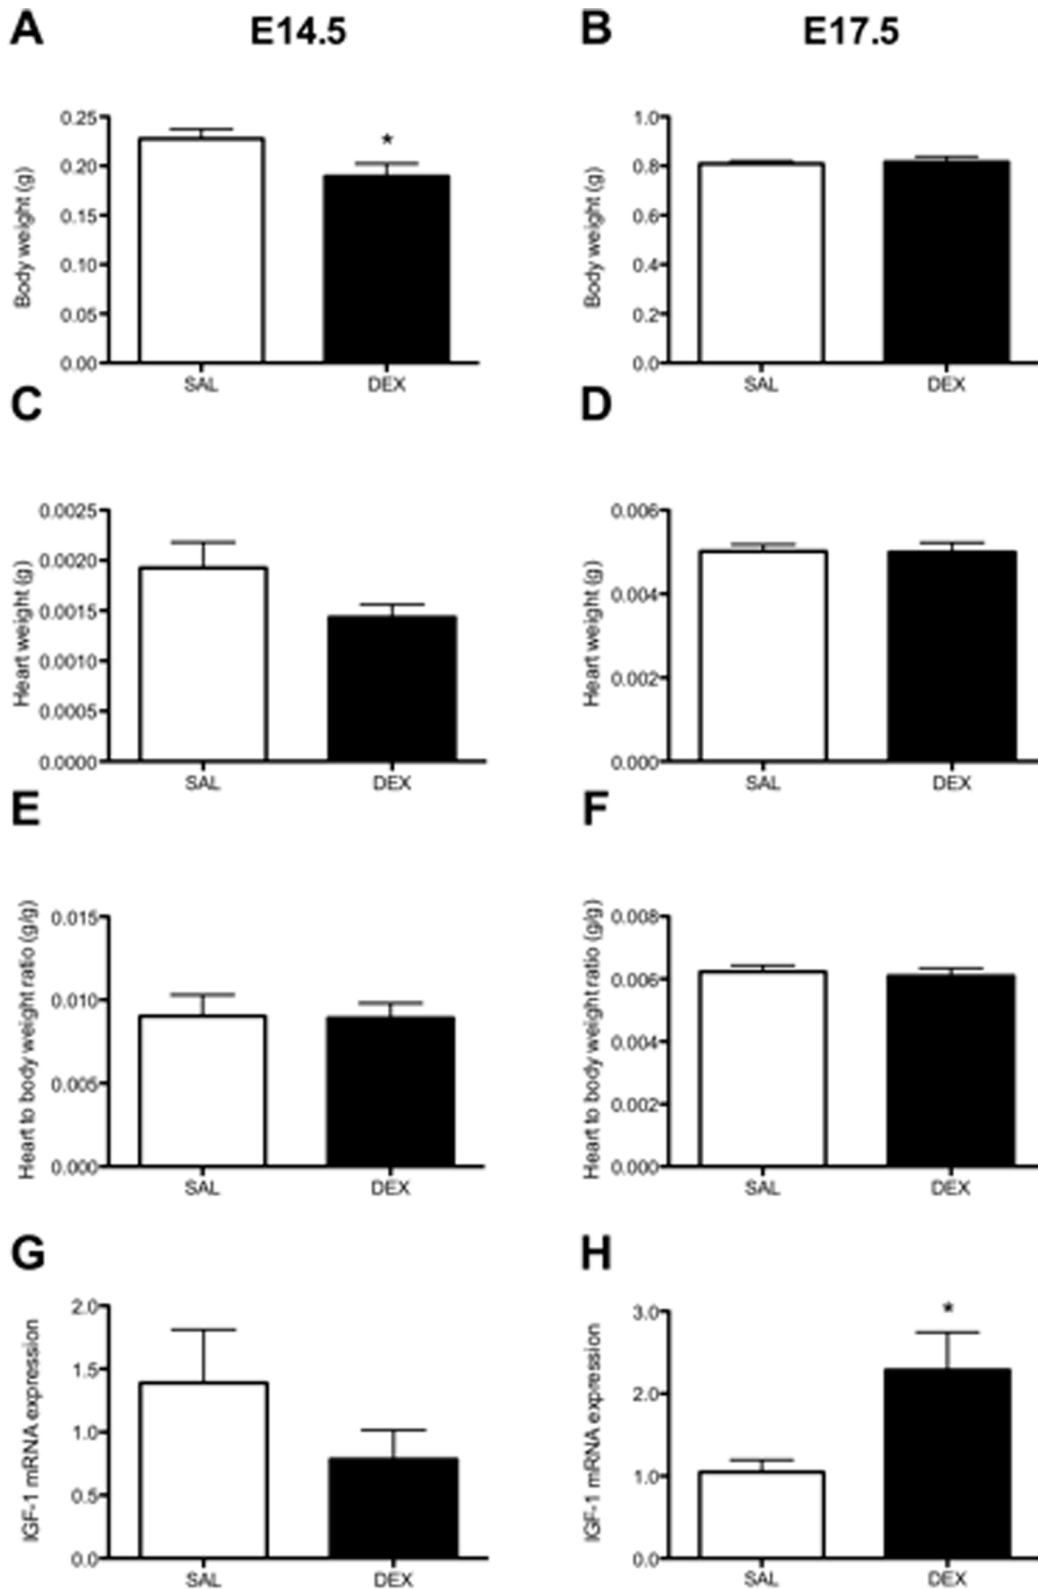 A E14.5 B E17.5
Body weight (g)
0.25
0.20
0.15
0.10
0.05
0.00
SAL DEX
*
Body weight (g)
1.0
0.8
0.6
0.4
0.2
0.0
SAL DEX
C
Heart weight (g)
0.0025
0.0020
0.0015
0.0010
0.0005
0.0000
SAL DEX
D
Heart weight (g)
0.006
0.004
0.002
0.000
SAL DEX
E
Heart to body weight ratio (g/g)
0.015
0.010
0.005
0.000
SAL DEX
F
Heart to body weight ratio (g/g)
0.008
0.006
0.004
0.002
0.000
SAL DEX
G
IGF-1 mRNA expression
2.0
1.5
1.0
0.5
0.0
SAL DEX
H
IGF-1 mRNA expression
3.0
2.0
1.0
0.0
*
SAL DEX